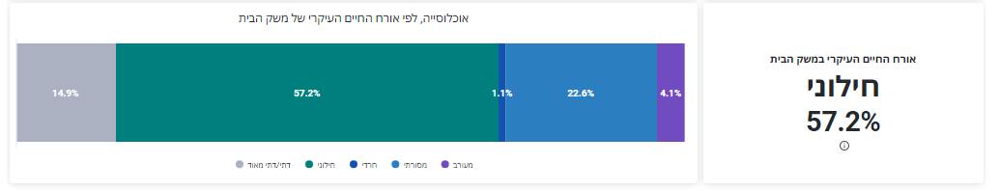 אוכלוסייה, לפי אורח החיים העיקרי של משק הבית
14.9% 57.2% 1.1% 22.6% 4.1%
דתי/דתי מאוד חילוני חרדי מסורתי מעורב
אורח החיים העיקרי במשק הבית
חילוני
57.2%